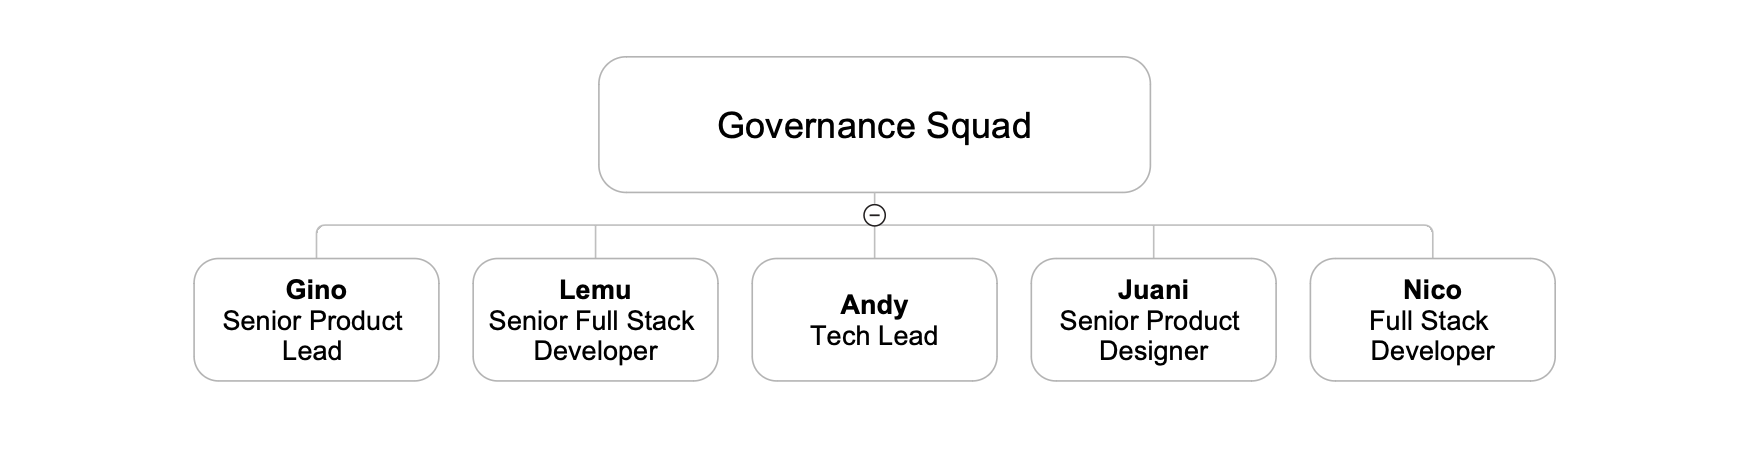 Governance Squad
Gino
Senior Product
Lead
Lemu
Senior Full Stack
Developer
Andy
Tech Lead
Juani
Senior Product
Designer
Nico
Full Stack
Developer